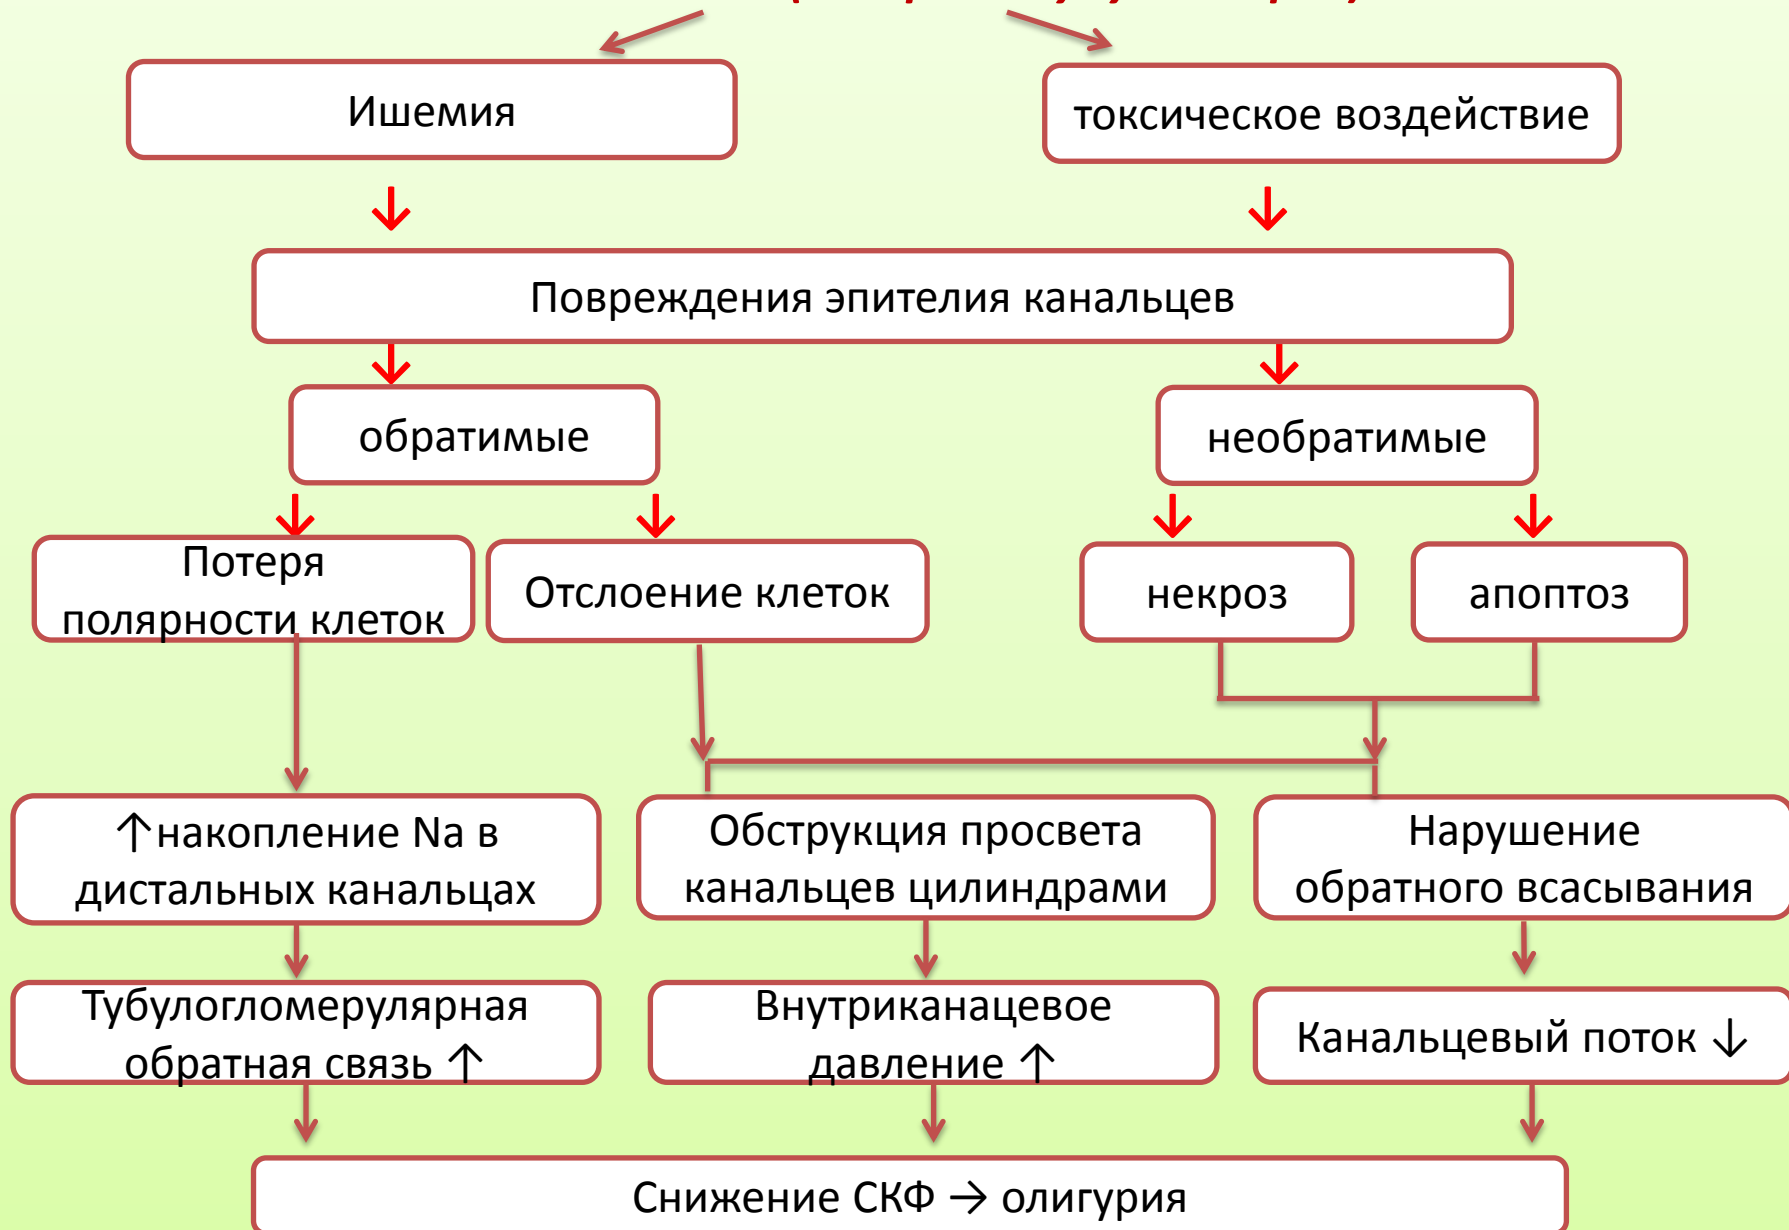 Ишемия
токсическое воздействие
Повреждения эпителия канальцев
обратимые
необратимые
Потеря
полярности клеток
Отслоение клеток
некроз
апоптоз
↑накопление Na в
дистальных канальцах
Обструкция просвета
канальцев цилиндрами
Нарушение
обратного всасывания
Тубулогломерулярная
обратная связь ↑
Внутриканацевое
давление ↑
Канальцевый поток ↓
Снижение СКФ → олигурия